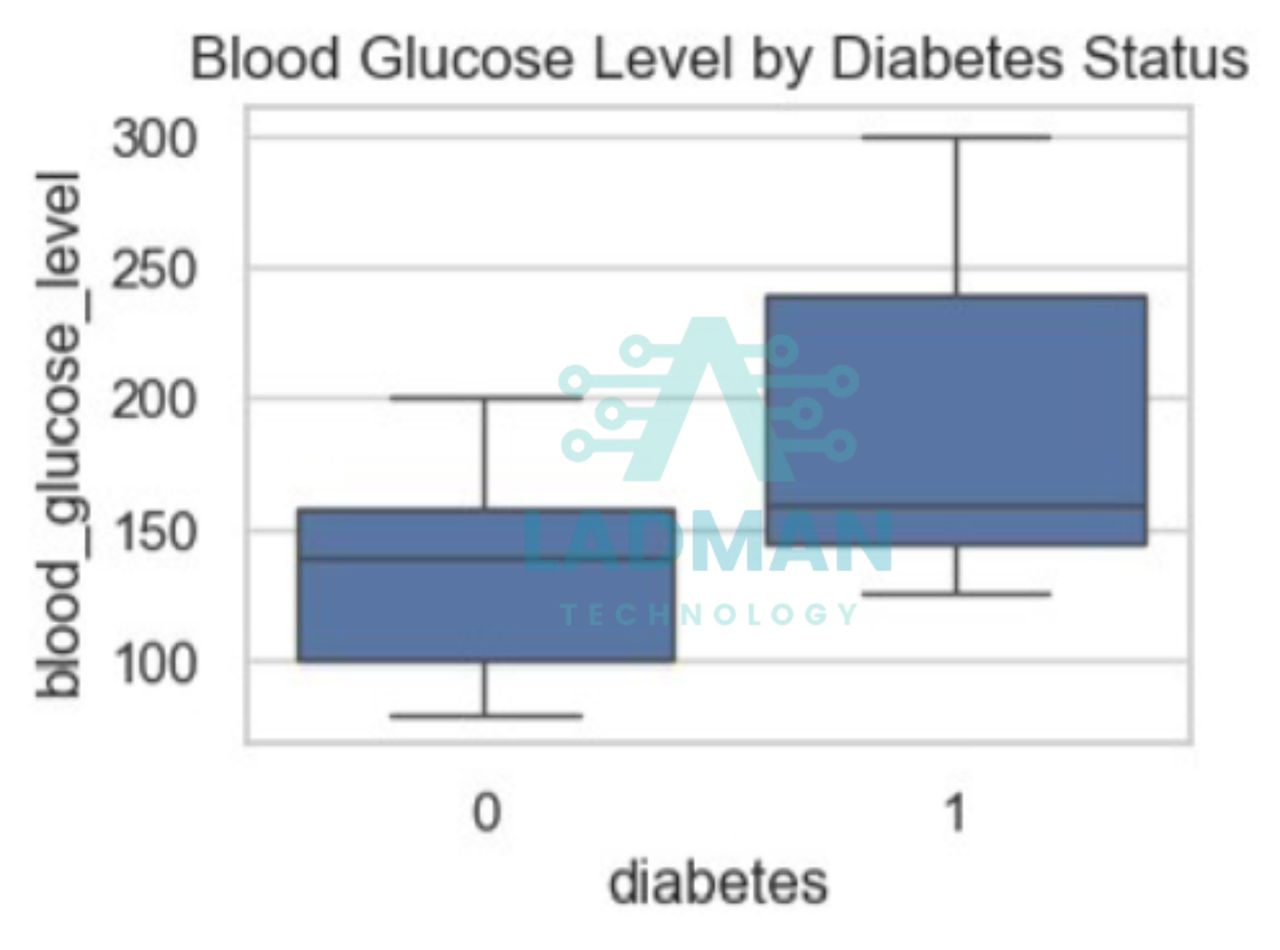 Blood Glucose Level by Diabetes Status
blood_glucose_level
300
250
200
150
100
LADMAN
TECHNOLOGY
0
1
diabetes